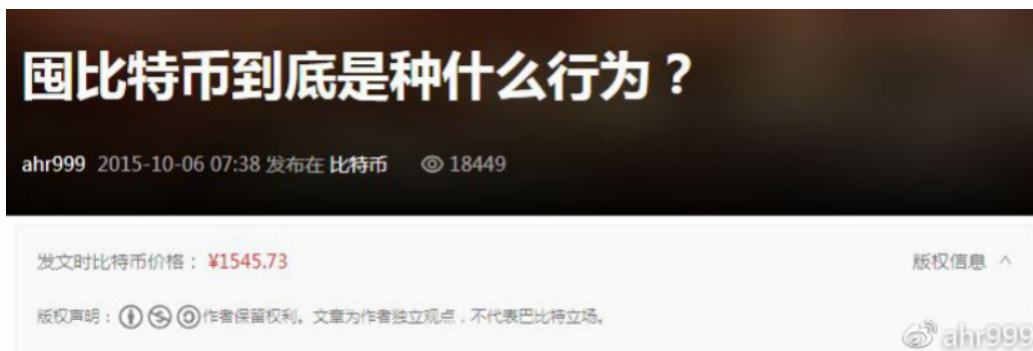 囤比特币到底是种什么行为？
ahr999 2015-10-06 07:38 发布在 比特币 18449
发文时比特币价格：¥1545.73 版权信息
版权声明：作者保留权利。文章为作者独立观点，不代表巴比特立场。
ahr999